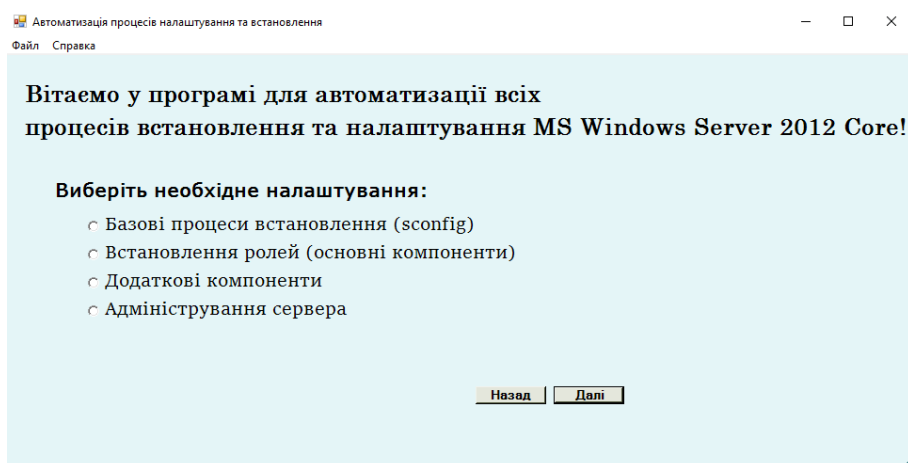 Автоматизація процесів налаштування та встановлення
Файл Справка
Вітаємо у програмі для автоматизації всіх
процесів встановлення та налаштування MS Windows Server 2012 Core!
Виберіть необхідне налаштування:
Базові процеси встановлення (sconfig)
Встановлення ролей (основні компоненти)
Додаткові компоненти
Адміністрування сервера
Назад Далі